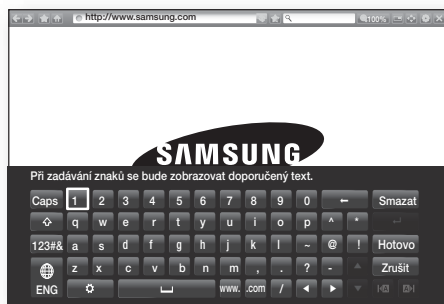 http://www.samsung.com 100%
SAMSUNG
Při zadávání znaků se bude zobrazovat doporučený text.
Caps 1 2 3 4 5 6 7 8 9 0 Smazat
q w e r t y u i o p ^ *
123#& a s d f g h j k l ~ @ ! Hotovo
z x c v b n m , . ? - Zrušit
ENG www. .com /